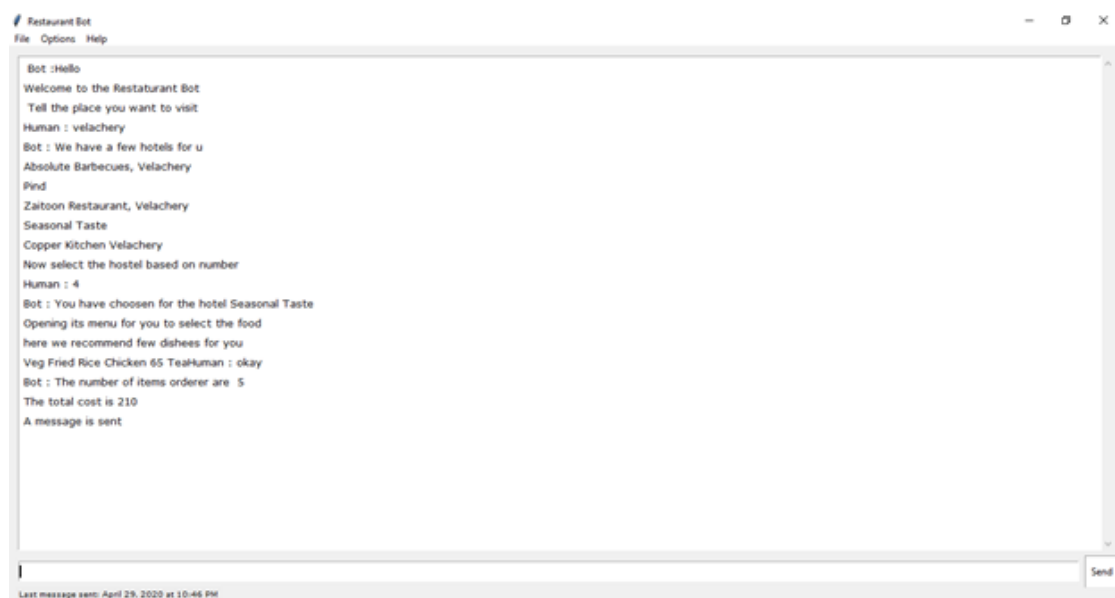 Restaurant Bot
File Options Help
Bot :Hello
Welcome to the Restaturant Bot
Tell the place you want to visit
Human : velachery
Bot : We have a few hotels for u
Absolute Barbecues, Velachery
Pind
Zaitoon Restaurant, Velachery
Seasonal Taste
Copper Kitchen Velachery
Now select the hostel based on number
Human : 4
Bot : You have choosen for the hotel Seasonal Taste
Opening its menu for you to select the food
here we recommend few dishees for you
Veg Fried Rice Chicken 65 TeaHuman : okay
Bot : The number of items orderer are 5
The total cost is 210
A message is sent
Send
Last message sent: April 29, 2020 at 10:46 PM